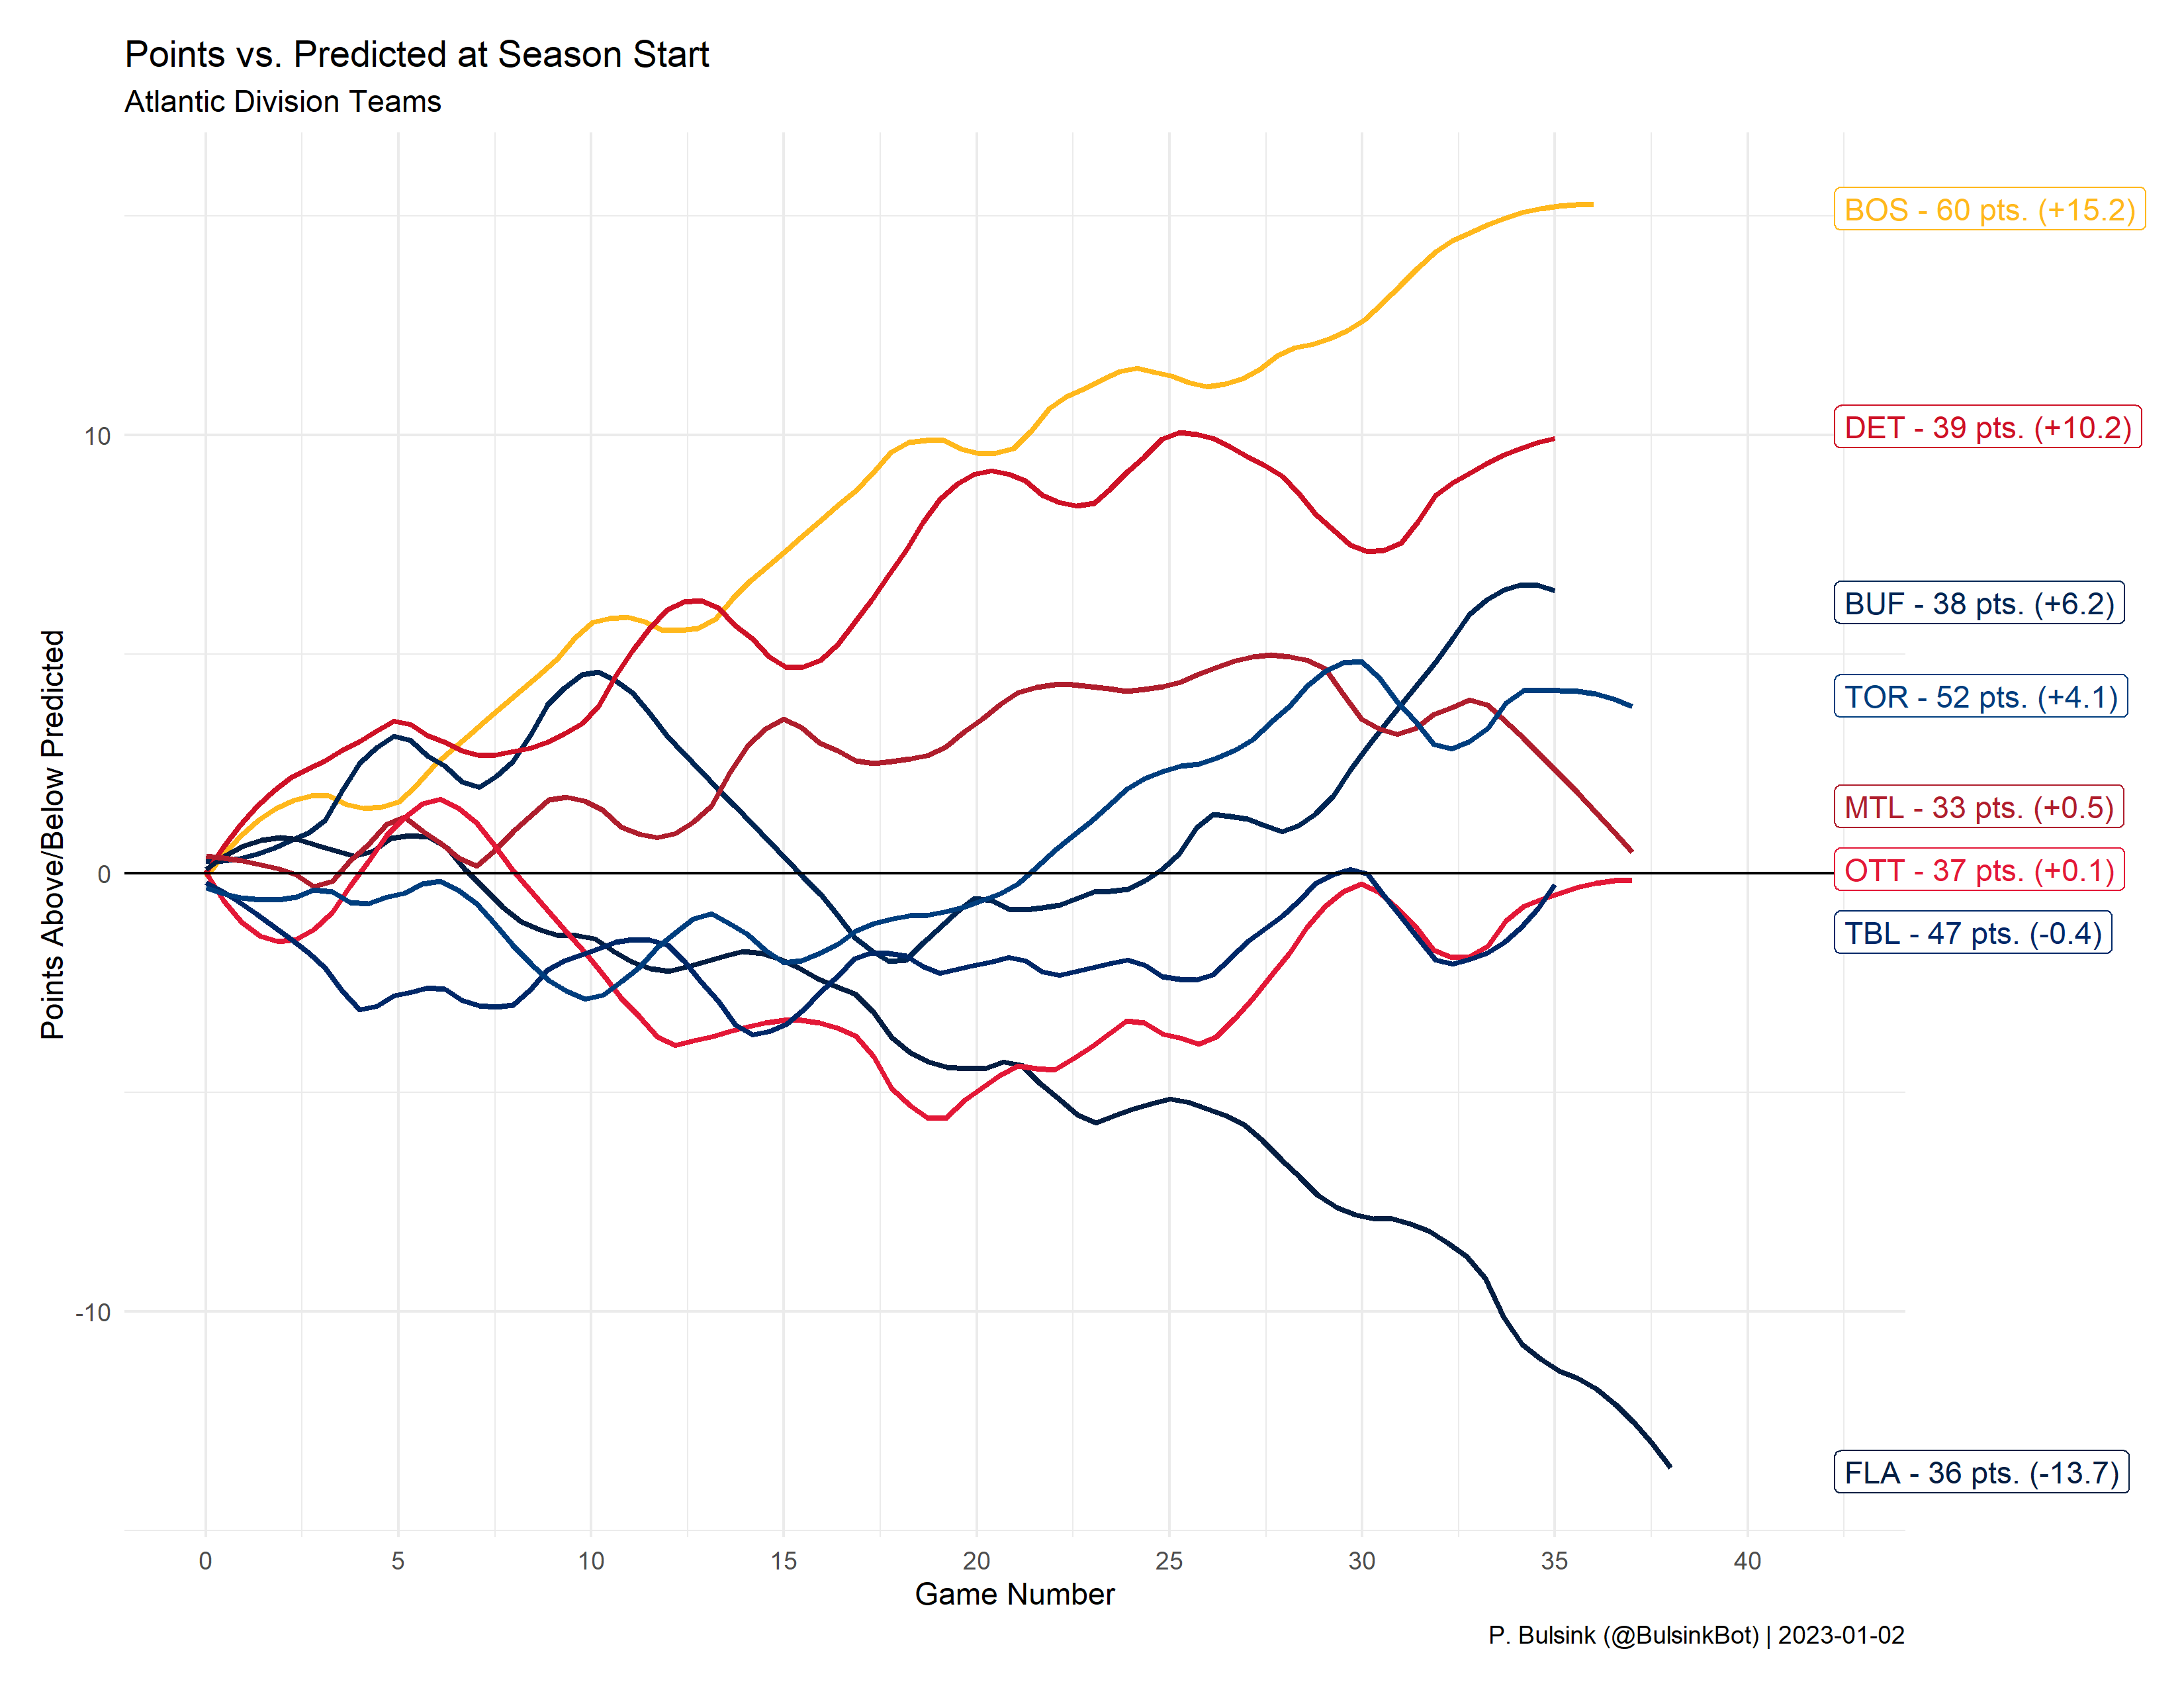 Points vs. Predicted at Season Start
Atlantic Division Teams
Points Above/Below Predicted
10
0
-10
BOS - 60 pts. (+15.2)
DET - 39 pts. (+10.2)
BUF - 38 pts. (+6.2)
TOR - 52 pts. (+4.1)
MTL - 33 pts. (+0.5)
OTT - 37 pts. (+0.1)
TBL - 47 pts. (-0.4)
FLA - 36 pts. (-13.7)
0 5 10 15 20 25 30 35 40
Game Number
P. Bulsink (@BulsinkBot) | 2023-01-02